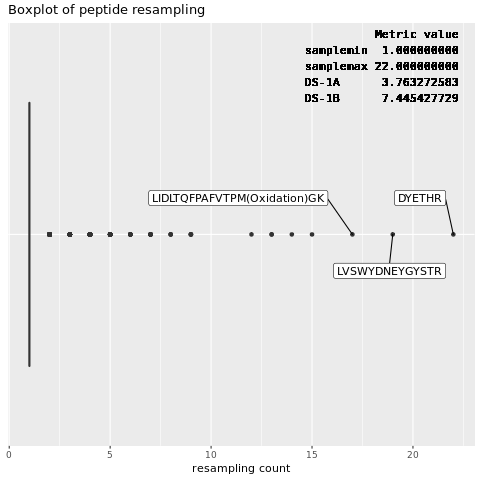 Boxplot of peptide resampling
Metric value
samplemin 1.000000000
samplemax 22.000000000
DS-1A 3.763272583
DS-1B 7.445427729
LIDLTQFPAFVTPM(Oxidation)GK
DYETHR
LVSWYDNEYGYSTR
0 5 10 15 20
resampling count